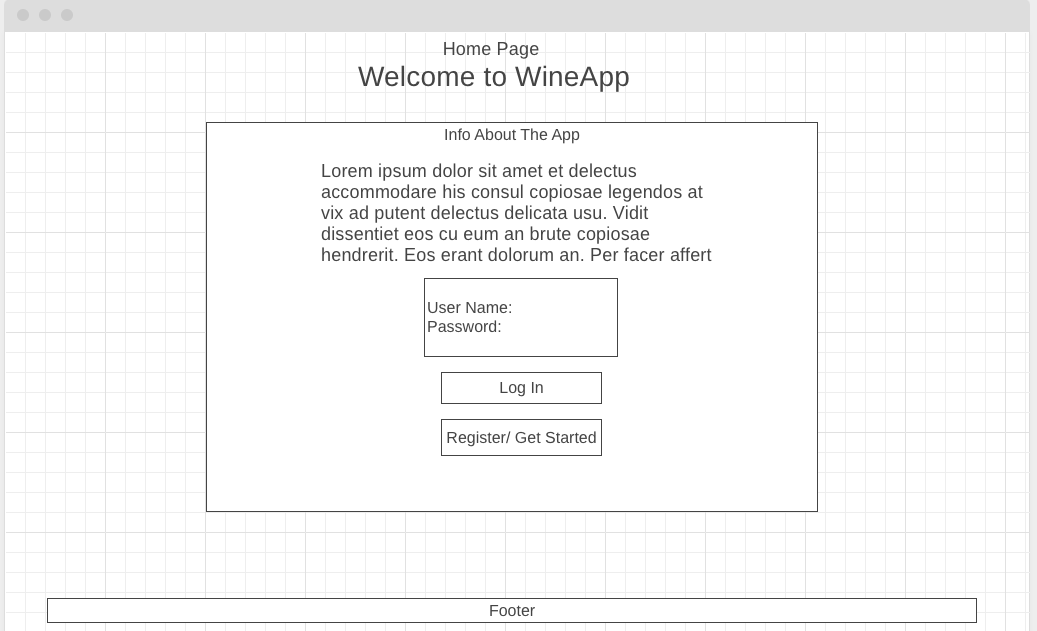 Home Page
Welcome to WineApp
Info About The App
Lorem ipsum dolor sit amet et delectus
accommodare his consul copiosae legendos at
vix ad putent delectus delicata usu. Vidit
dissentiet eos cu eum an brute copiosae
hendrerit. Eos erant dolorum an. Per facer affert
User Name:
Password:
Log In
Register/ Get Started
Footer